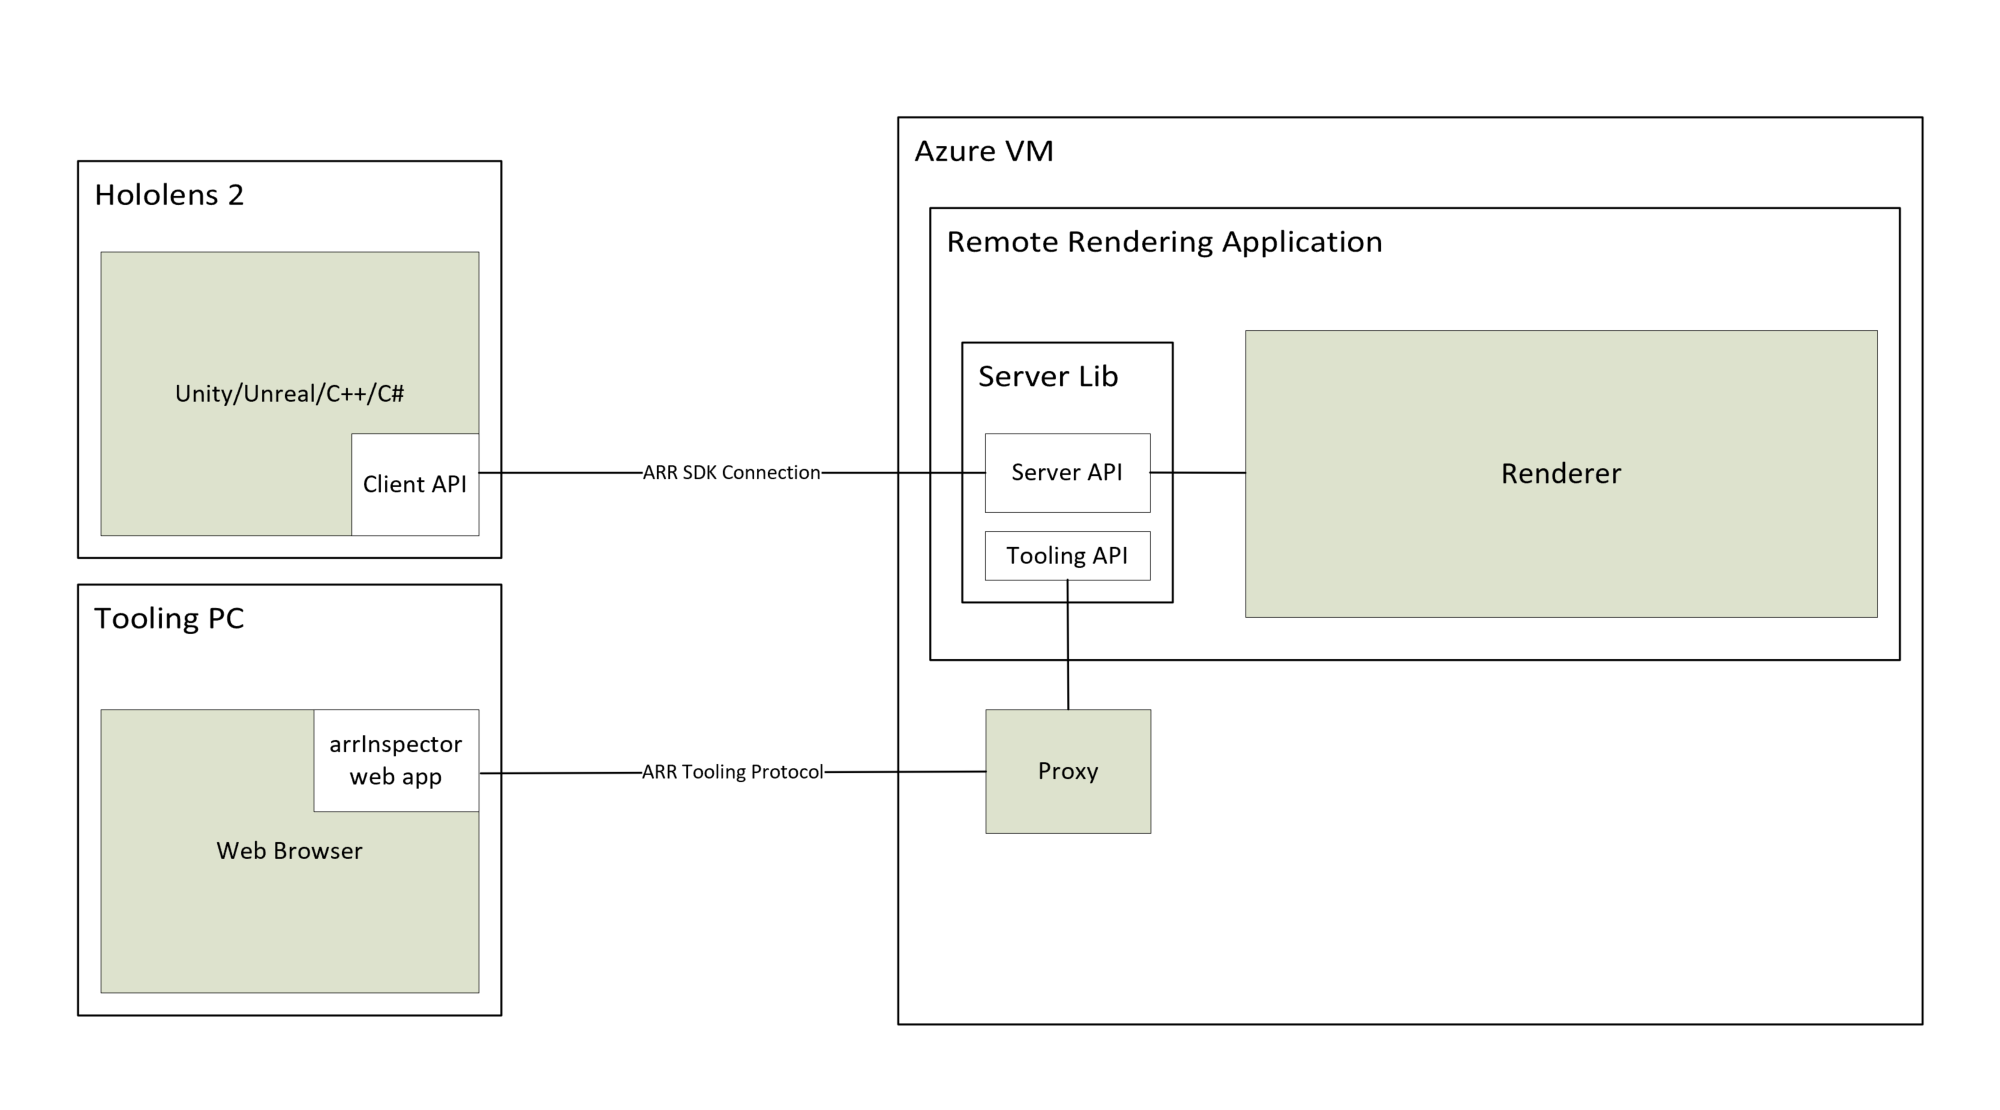 Hololens 2
Unity/Unreal/C++/C#
Client API
Tooling PC
arrInspector
web app
Web Browser
ARR SDK Connection
ARR Tooling Protocol
Azure VM
Remote Rendering Application
Server Lib
Server API
Tooling API
Renderer
Proxy